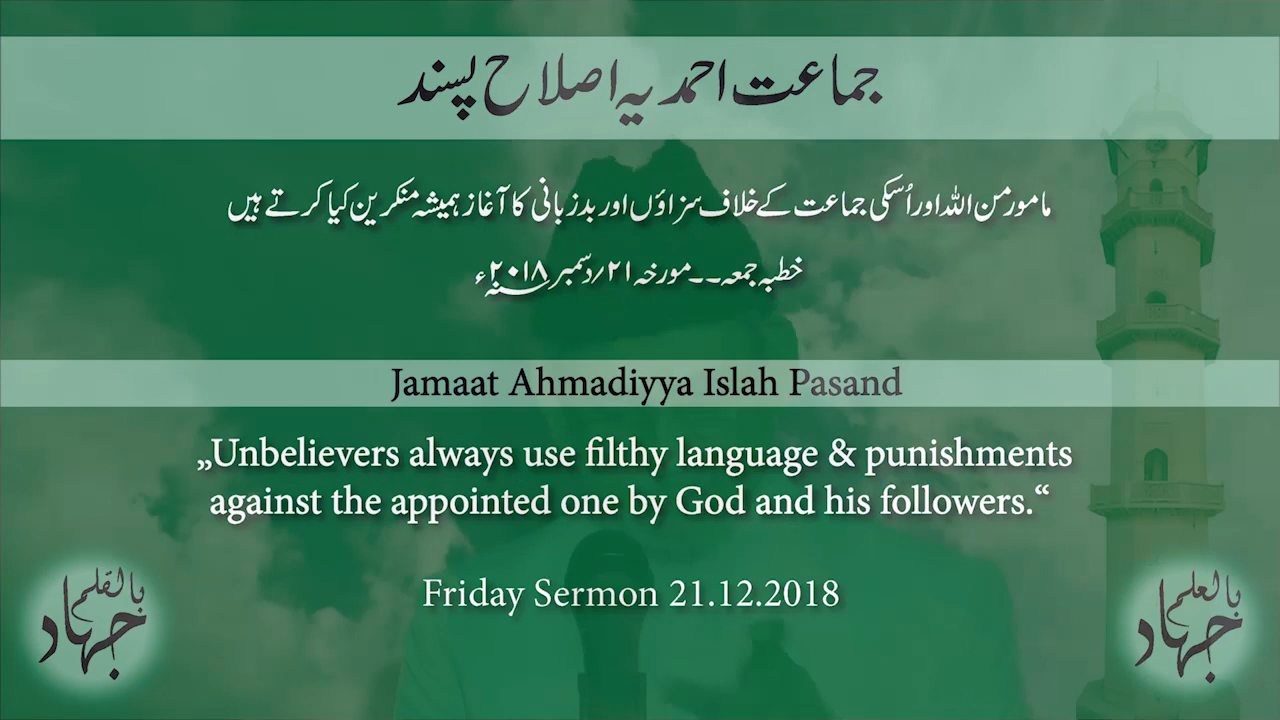 جماعت احمدیہ اصلاح پسند
مامور من اللہ اور اُسکی جماعت کے خلاف سزاؤں اور بدزبانی کا آغاز ہمیشہ منکرین کیا کرتے ہیں
خطبہ جمعہ۔۔مورخہ ۲۱؍دسمبر ۲۰۱۸؁ء
Jamaat Ahmadiyya Islah Pasand
„Unbelievers always use filthy language & punishments
against the appointed one by God and his followers.“
Friday Sermon 21.12.2018
بالقلم
جہاد
بالعلم
جہاد